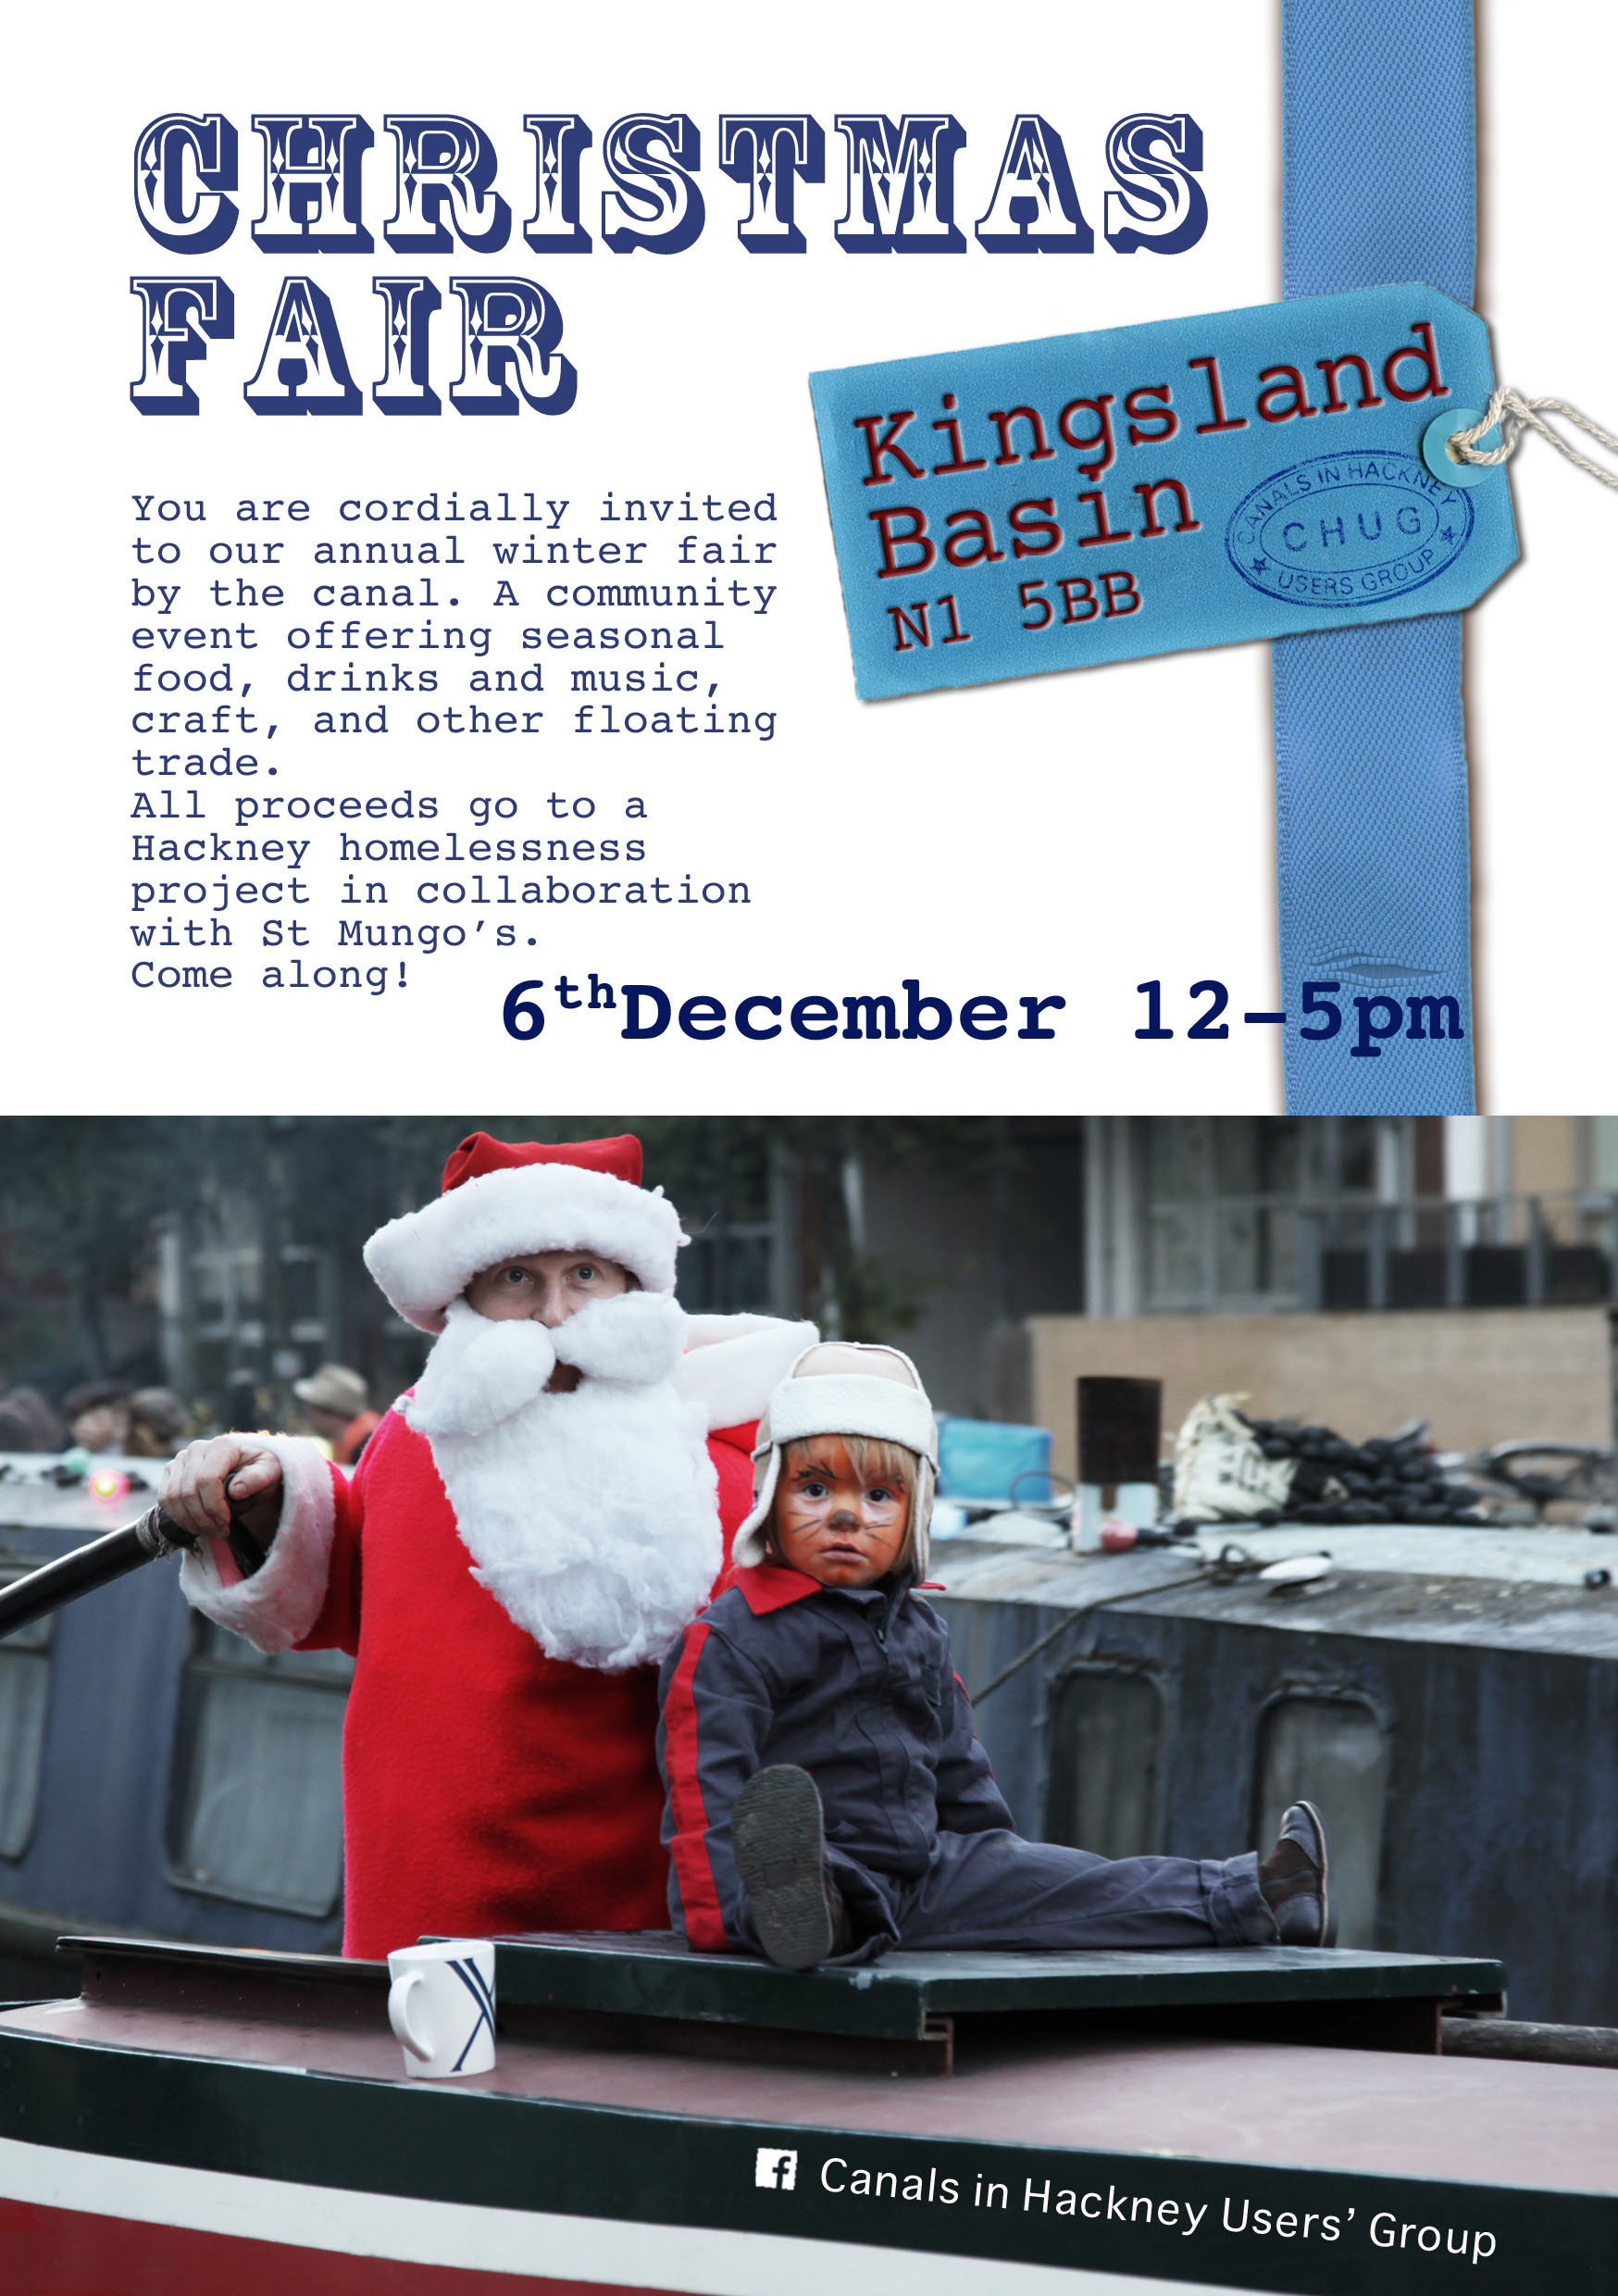 CHRISTMAS
FAIR
Kingsland
Basin
N1 5BB
CANALS IN HACKNEY
CHUG
USERS GROUP
You are cordially invited
to our annual winter fair
by the canal. A community
event offering seasonal
food, drinks and music,
craft, and other floating
trade.
All proceeds go to a
Hackney homelessness
project in collaboration
with St Mungo’s.
Come along!
6thDecember 12-5pm
f Canals in Hackney Users’ Group